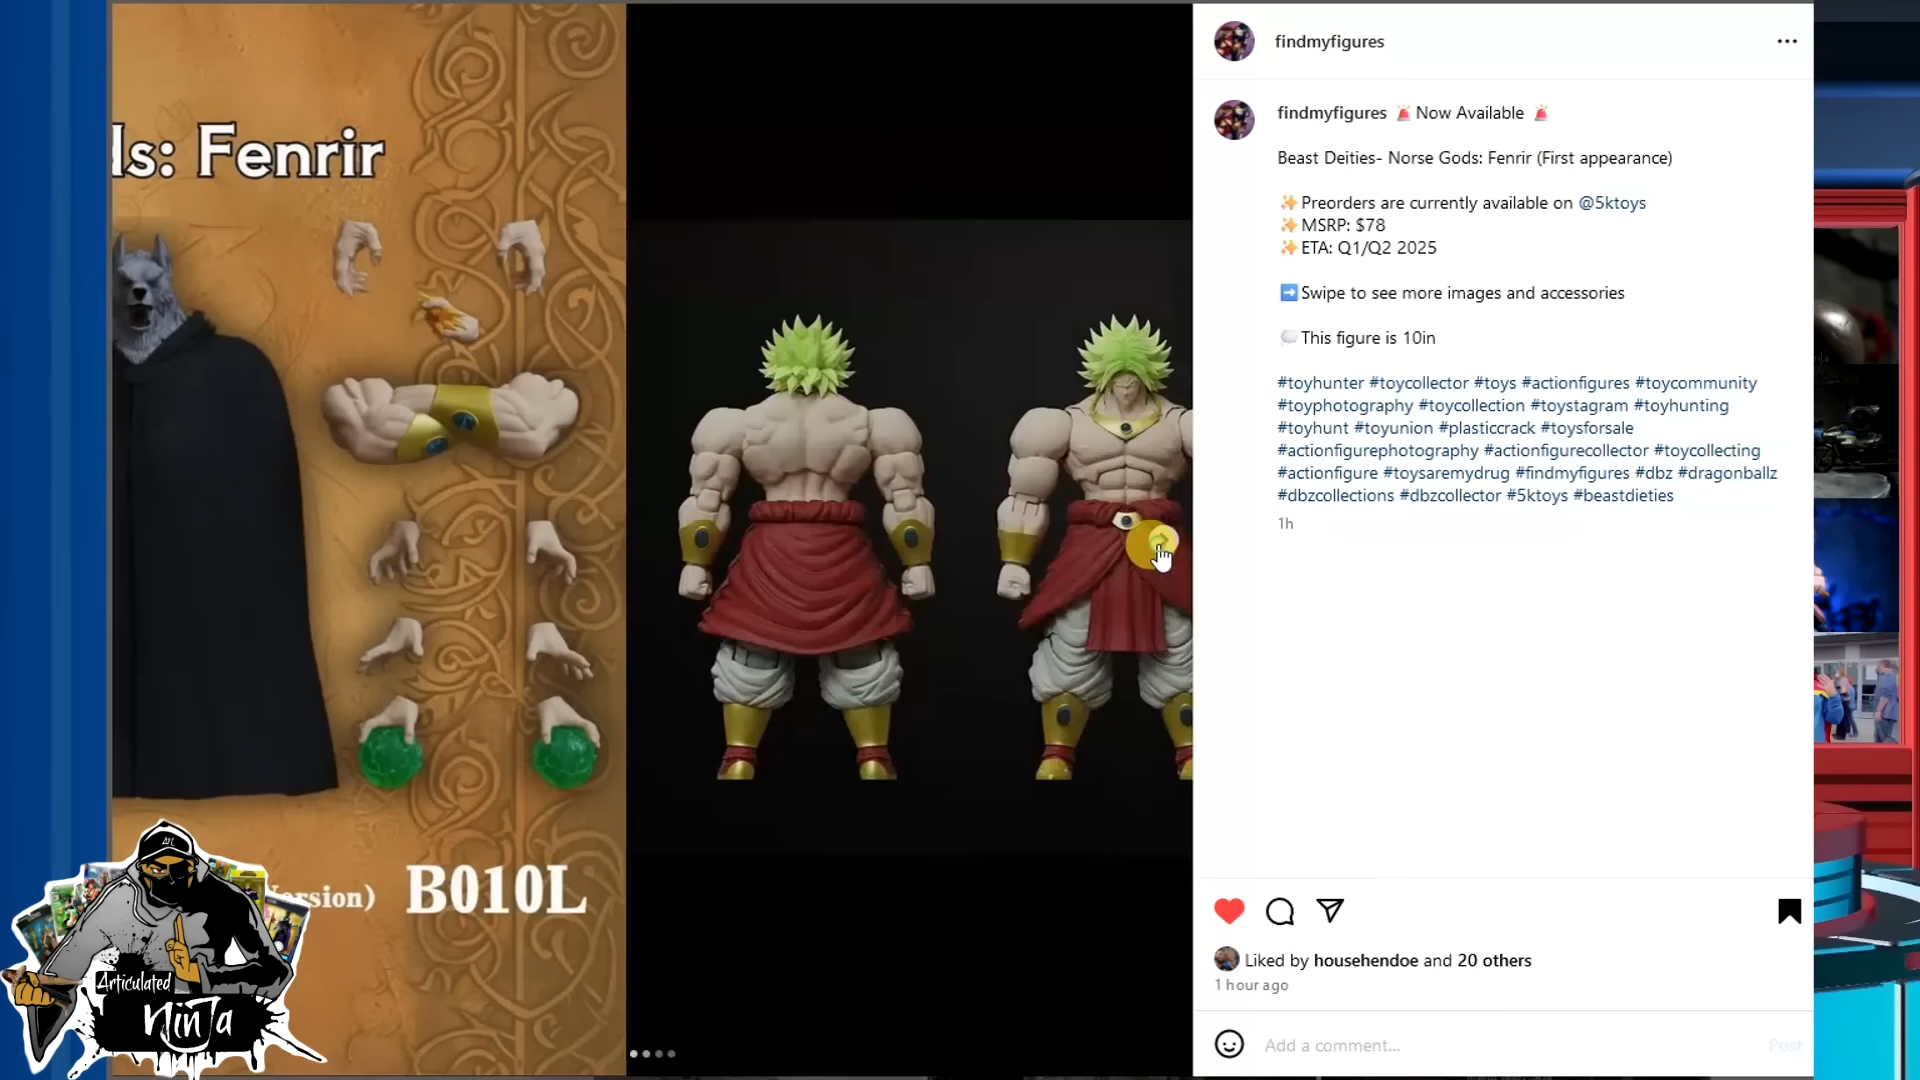 ds: Fenrir
ersion) B010L
Articulated
Ninja
findmyfigures
findmyfigures 🚨 Now Available 🚨
Beast Deities- Norse Gods: Fenrir (First appearance)
✨Preorders are currently available on @5ktoys
✨MSRP: $78
✨ETA: Q1/Q2 2025
➡️Swipe to see more images and accessories
💭This figure is 10in
#toyhunter #toycollector #toys #actionfigures #toycommunity
#toyphotography #toycollection #toystagram #toyhunting
#toyhunt #toyunion #plasticcrack #toysforsale
#actionfigurephotography #actionfigurecollector #toycollecting
#actionfigure #toysaremydrug #findmyfigures #dbz #dragonballz
#dbzcollections #dbzcollector #5ktoys #beastdieties
1h
Liked by househendoe and 20 others
1 hour ago
Add a comment...
Post